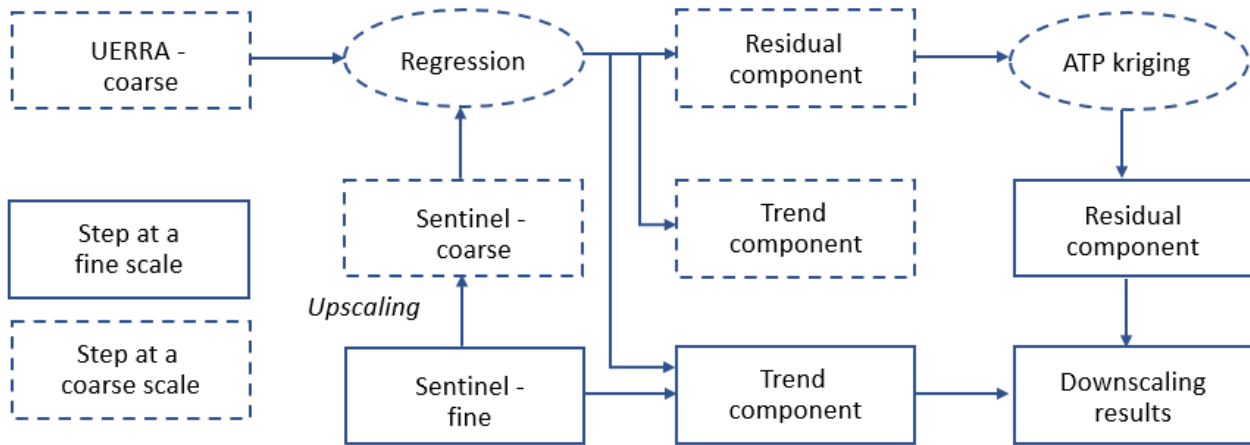 UERRA -
coarse
Regression
Residual
component
ATP kriging
Step at a
fine scale
Sentinel -
coarse
Trend
component
Residual
component
Upscaling
Step at a
coarse scale
Sentinel -
fine
Trend
component
Downscaling
results